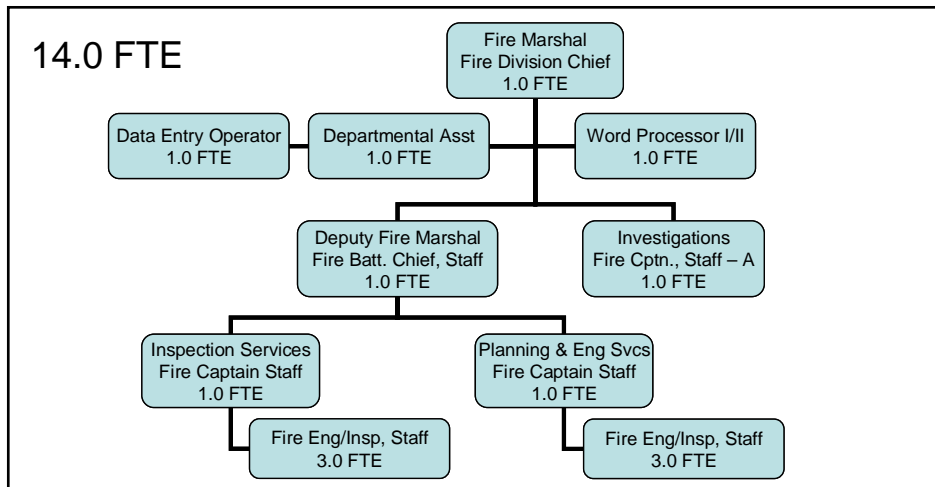 14.0 FTE
Fire Marshal
Fire Division Chief
1.0 FTE
Data Entry Operator
1.0 FTE
Departmental Asst
1.0 FTE
Word Processor I/II
1.0 FTE
Deputy Fire Marshal
Fire Batt. Chief, Staff
1.0 FTE
Investigations
Fire Cptn., Staff – A
1.0 FTE
Inspection Services
Fire Captain Staff
1.0 FTE
Planning & Eng Svcs
Fire Captain Staff
1.0 FTE
Fire Eng/Insp, Staff
3.0 FTE
Fire Eng/Insp, Staff
3.0 FTE